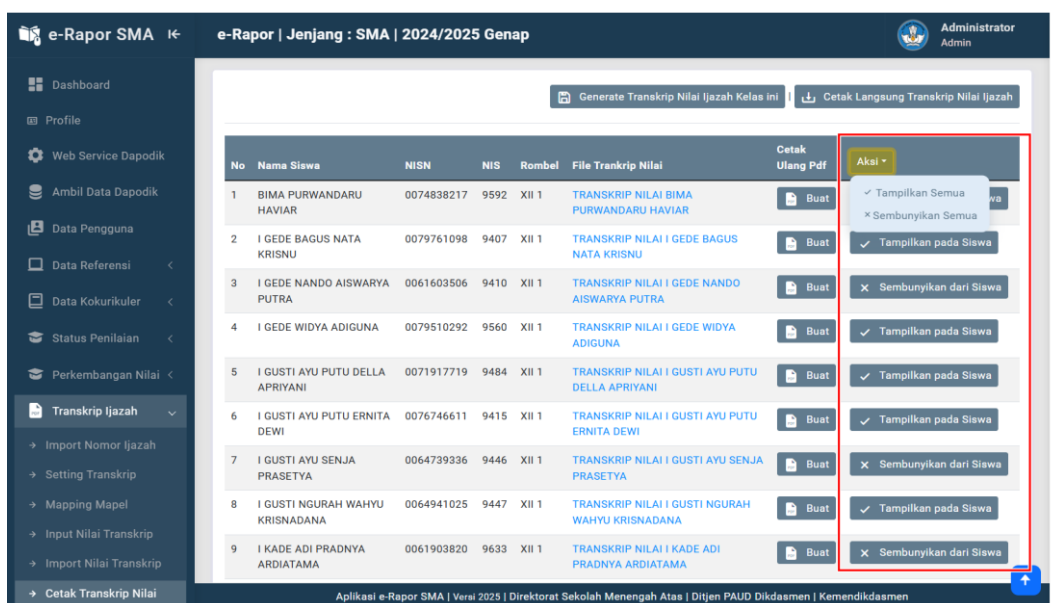 e-Rapor SMA
e-Rapor | Jenjang : SMA | 2024/2025 Genap
Administrator
Admin
Dashboard
Profile
Web Service Dapodik
Ambil Data Dapodik
Data Pengguna
Data Referensi
Data Kokurikuler
Status Penilaian
Perkembangan Nilai
Transkrip Ijazah
Import Nomor Ijazah
Setting Transkrip
Mapping Mapel
Input Nilai Transkrip
Import Nilai Transkrip
Cetak Transkrip Nilai
Generate Transkrip Nilai Ijazah Kelas ini | Cetak Langsung Transkrip Nilai Ijazah
No Nama Siswa NISN NIS Rombel File Trankrip Nilai Cetak Ulang Pdf Aksi
Tampilkan Semua
Sembunyikan Semua
1 BIMA PURWANDARU 0074838217 9592 XII 1 TRANSKRIP NILAI BIMA Buat wa
HAVIAR PURWANDARU HAVIAR
2 I GEDE BAGUS NATA 0079761098 9407 XII 1 TRANSKRIP NILAI I GEDE BAGUS Buat Tampilkan pada Siswa
KRISNU NATA KRISNU
3 I GEDE NANDO AISWARYA 0061603506 9410 XII 1 TRANSKRIP NILAI I GEDE NANDO Buat Sembunyikan dari Siswa
PUTRA AISWARYA PUTRA
4 I GEDE WIDYA ADIGUNA 0079510292 9560 XII 1 TRANSKRIP NILAI I GEDE WIDYA Buat Tampilkan pada Siswa
ADIGUNA
5 I GUSTI AYU PUTU DELLA 0071917719 9484 XII 1 TRANSKRIP NILAI I GUSTI AYU PUTU Buat Tampilkan pada Siswa
APRIYANI DELLA APRIYANI
6 I GUSTI AYU PUTU ERNITA 0076746611 9415 XII 1 TRANSKRIP NILAI I GUSTI AYU PUTU Buat Tampilkan pada Siswa
DEWI ERNITA DEWI
7 I GUSTI AYU SENJA 0064739336 9446 XII 1 TRANSKRIP NILAI I GUSTI AYU SENJA Buat Sembunyikan dari Siswa
PRASETYA PRASETYA
8 I GUSTI NGURAH WAHYU 0064941025 9447 XII 1 TRANSKRIP NILAI I GUSTI NGURAH Buat Tampilkan pada Siswa
KRISNADANA WAHYU KRISNADANA
9 I KADE ADI PRADNYA 0061903820 9633 XII 1 TRANSKRIP NILAI I KADE ADI Buat Sembunyikan dari Siswa
ARDIATAMA PRADNYA ARDIATAMA
Aplikasi e-Rapor SMA | Versi 2025 | Direktorat Sekolah Menengah Atas | Ditjen PAUD Dikdasmen | Kemendikdasmen